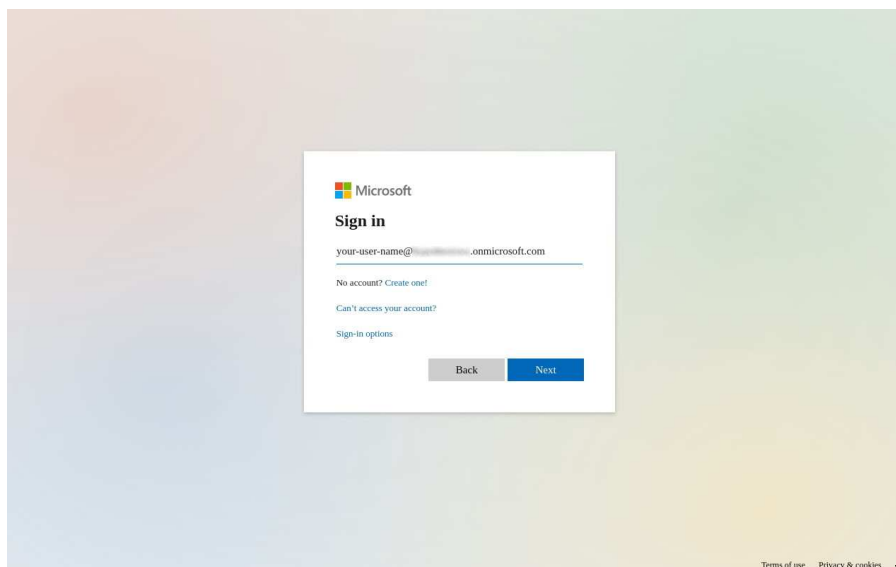 Microsoft
Sign in
your-user-name@ .onmicrosoft.com
No account? Create one!
Can't access your account?
Sign-in options
Back Next
Terms of use Privacy & cookies